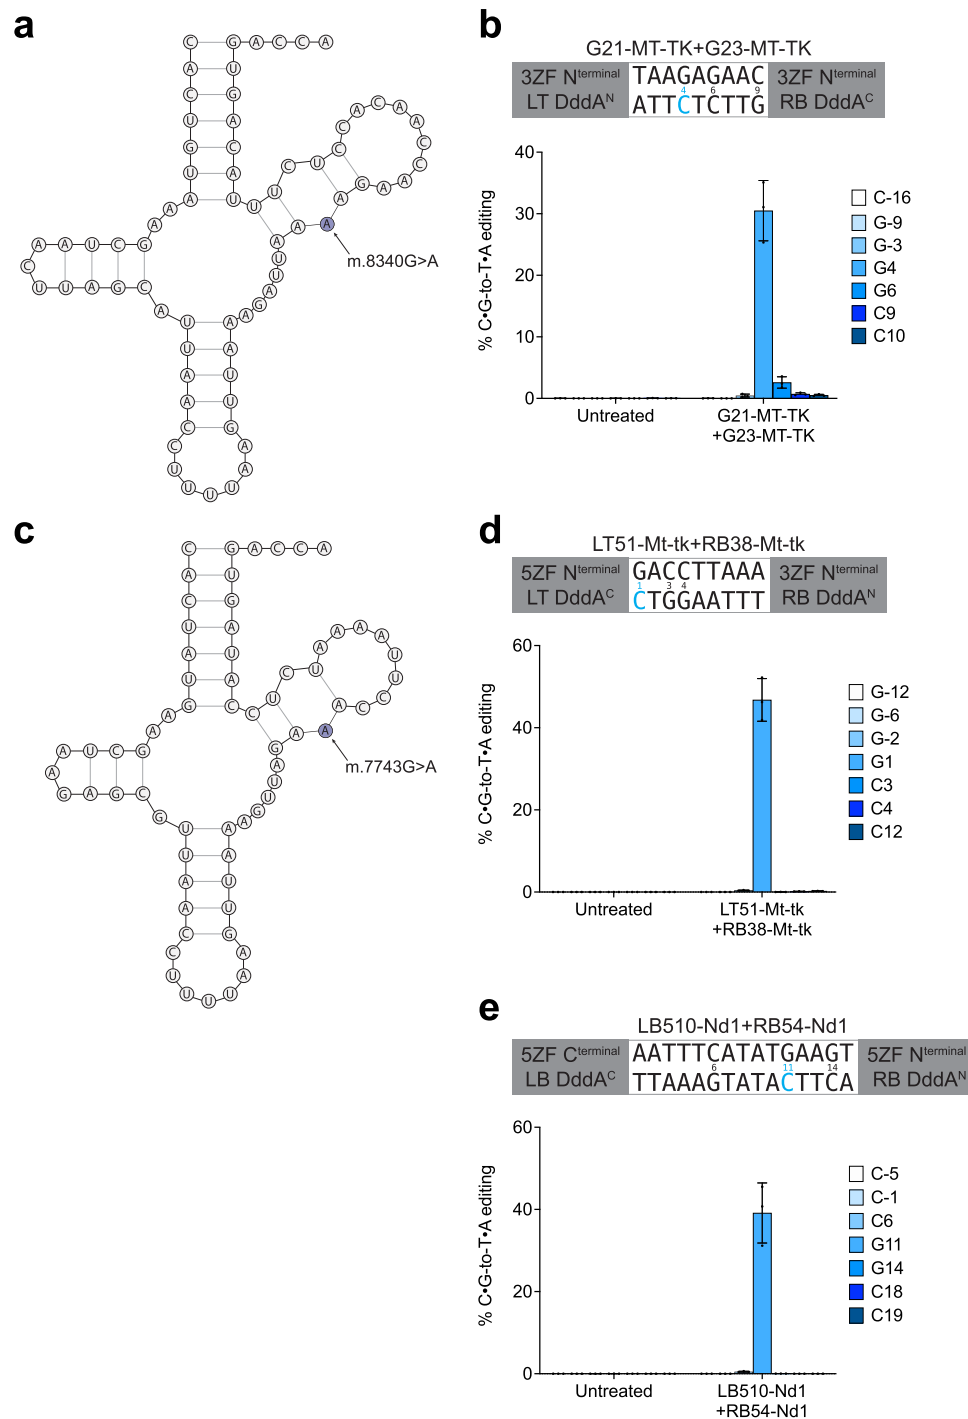 a
m.8340G>A
b
G21-MT-TK+G23-MT-TK
3ZF Nterminal
LT DddAN
TAAGAGAAC
4 6 9
ATTCTCTTG
3ZF Nterminal
RB DddAC
% C•G-to-T•A editing
40
30
20
10
0
Untreated
G21-MT-TK
+G23-MT-TK
C-16
G-9
G-3
G4
G6
C9
C10
c
m.7743G>A
d
LT51-Mt-tk+RB38-Mt-tk
5ZF Nterminal
LT DddAC
GACCTTAAA
1 3 4
CTGGAATTT
3ZF Nterminal
RB DddAN
% C•G-to-T•A editing
60
40
20
0
Untreated
LT51-Mt-tk
+RB38-Mt-tk
G-12
G-6
G-2
G1
C3
C4
C12
e
LB510-Nd1+RB54-Nd1
5ZF Cterminal
LB DddAC
AATTTCATATGAAGT
6 11 14
TTAAAGTATACTTCA
5ZF Nterminal
RB DddAN
% C•G-to-T•A editing
60
40
20
0
Untreated
LB510-Nd1
+RB54-Nd1
C-5
C-1
C6
G11
G14
C18
C19